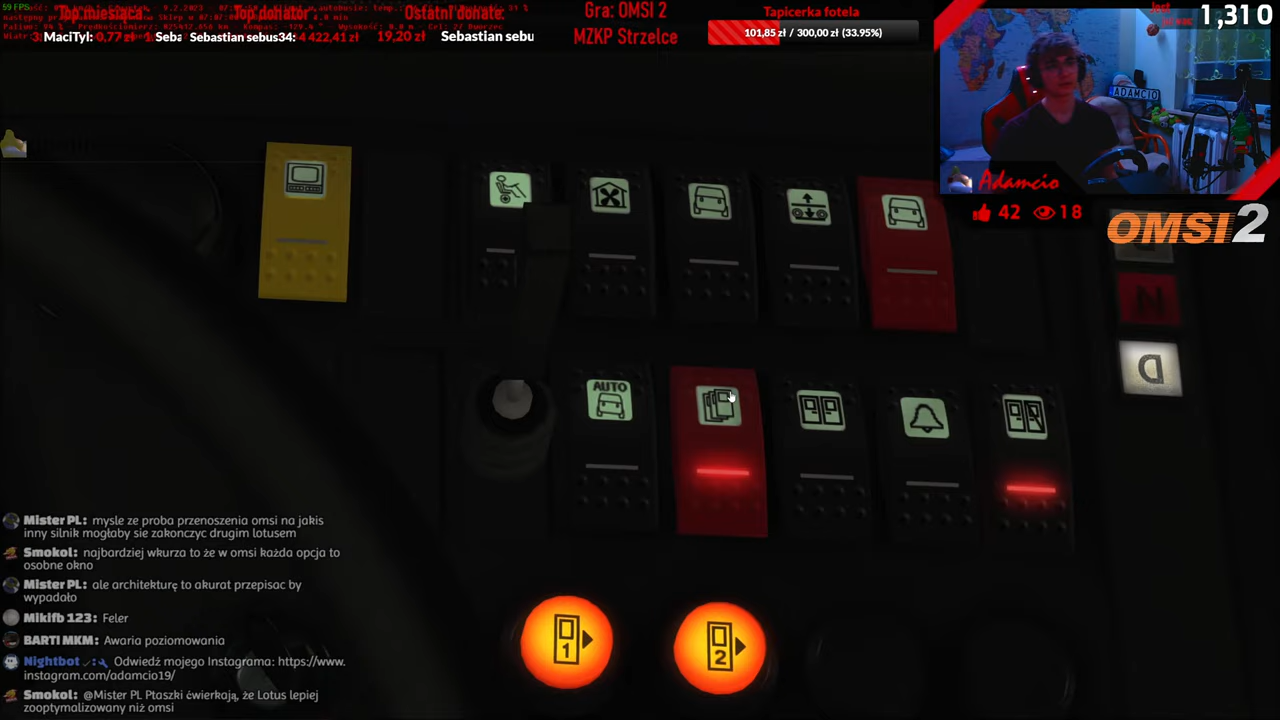 59 FPS
Top miesiąca:
Top donator
Ostatni donate:
Gra: OMSI 2
Tapicerka fotela
1,310
MaciTyl: 0,77 zł
Sebastian sebus34:
422,41 zł
19,20 zł
Sebastian sebu
MZKP Strzelce
101,85 zł / 300,00 zł (33.95%)
ADAMCIO
Adamcio
42
18
OMSI 2
N
D
AUTO
1
2
Mister PL: mysle ze proba przenoszenia omsi na jakis
inny silnik mogłaby sie zakonczyc drugim lotusem
Smokol: najbardziej wkurza to że w omsi każda opcja to
osobne okno
Mister PL: ale architekturę to akurat przepisac by
wypadało
Mikifb 123: Feler
BARTI MKM: Awaria poziomowania
Nightbot: Odwiedź mojego Instagrama: https://www.
instagram.com/adamcio19/
Smokol: @Mister PL Ptaszki ćwierkają, że Lotus lepiej
zooptymalizowany niż omsi